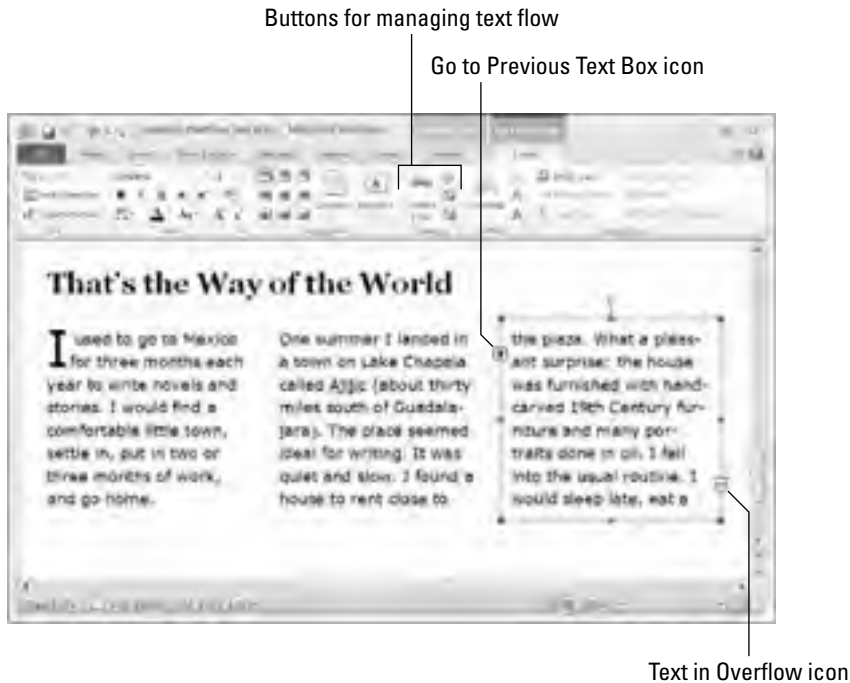 Buttons for managing text flow
Go to Previous Text Box icon
That's the Way of the World
I used to go to Mexico
for three months each
year to write novels and
stories. I would find a
comfortable little town,
settle in, put in two or
three months of work,
and go home.
One summer I landed in
a town on Lake Chapala
called Ajijic (about thirty
miles south of Guadala-
jara). The place seemed
ideal for writing. It was
quiet and slow. I found a
house to rent close to
the plaza. What a pleas-
ant surprise: the house
was furnished with hand-
carved 19th Century fur-
niture and many por-
traits done in oil. I fell
into the usual routine. I
would sleep late, eat a
Text in Overflow icon